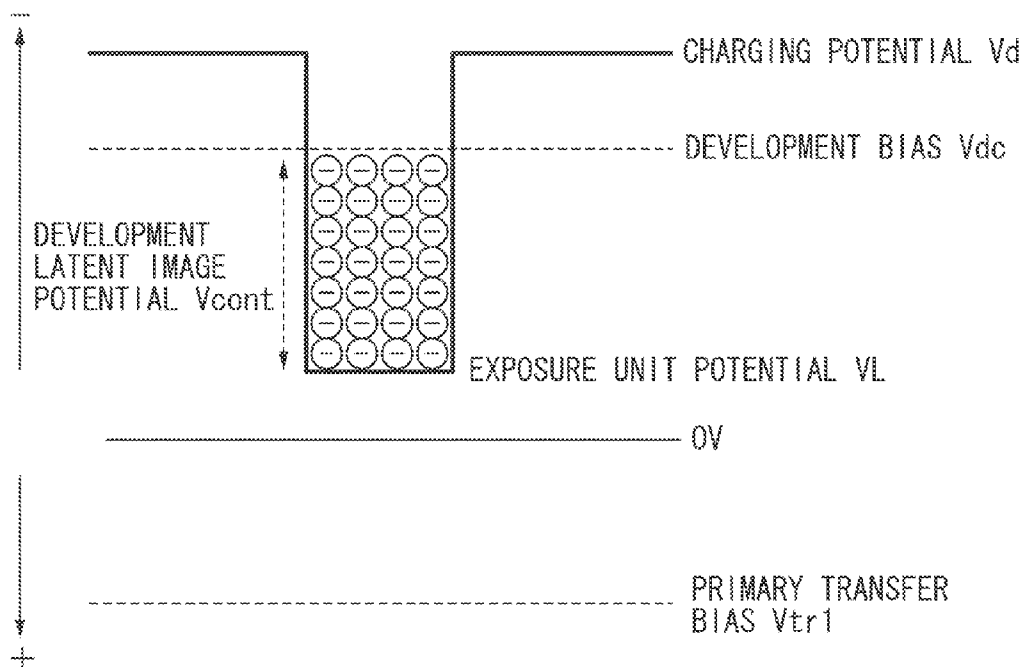 −
CHARGING POTENTIAL Vd
DEVELOPMENT BIAS Vdc
DEVELOPMENT
LATENT IMAGE
POTENTIAL Vcont
EXPOSURE UNIT POTENTIAL VL
0V
PRIMARY TRANSFER
BIAS Vtr1
+